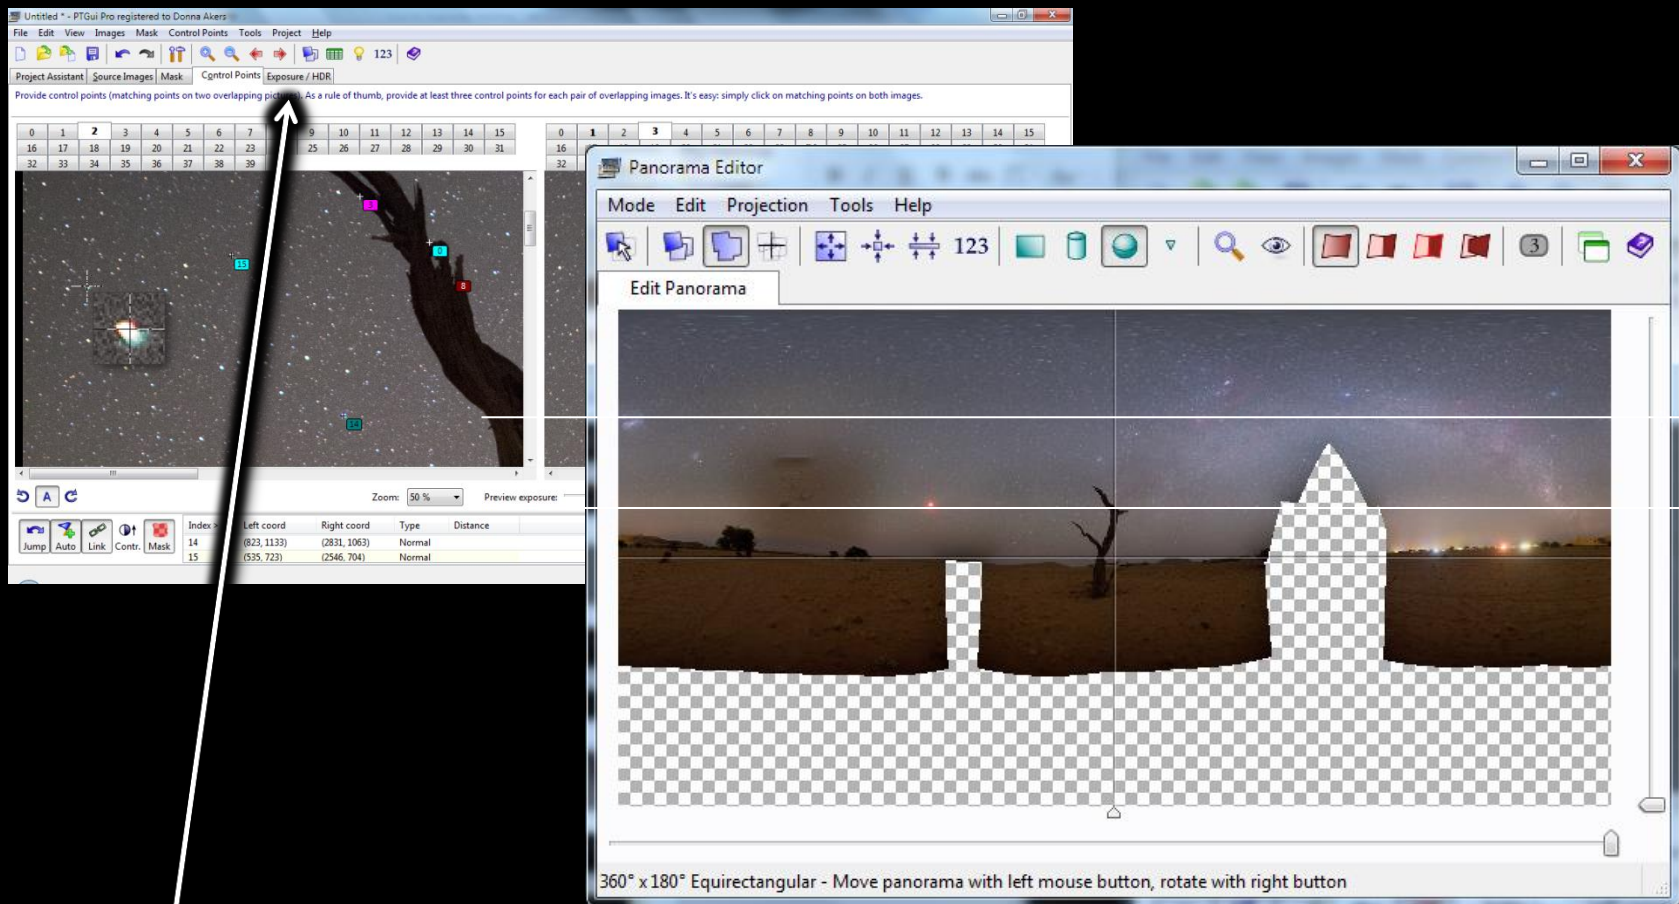 Untitled * - PTGui Pro registered to Donna Akers
File Edit View Images Mask Control Points Tools Project Help
123
Project Assistant Source Images Mask Control Points Exposure / HDR
Provide control points (matching points on two overlapping As a rule of thumb, provide at least three control points for each pair of overlapping images. It's easy: simply click on matching points on both images.
0 1 2 3 4 5 6 7 9 10 11 12 13 14 15
16 17 18 19 20 21 22 23 25 26 27 28 29 30 31
32 33 34 35 36 37 38 39
0 1 2 3 4 5 6 7 8 9 10 11 12 13 14 15
16
32
3
0
15
8
14
A
Zoom: 50 % Preview exposure:
Jump Auto Link Contr. Mask
Index Left coord Right coord Type Distance
14 (823, 1133) (2831, 1063) Normal
15 (535, 723) (2546, 704) Normal
Panorama Editor
Mode Edit Projection Tools Help
123 3
Edit Panorama
360° x 180° Equirectangular - Move panorama with left mouse button, rotate with right button